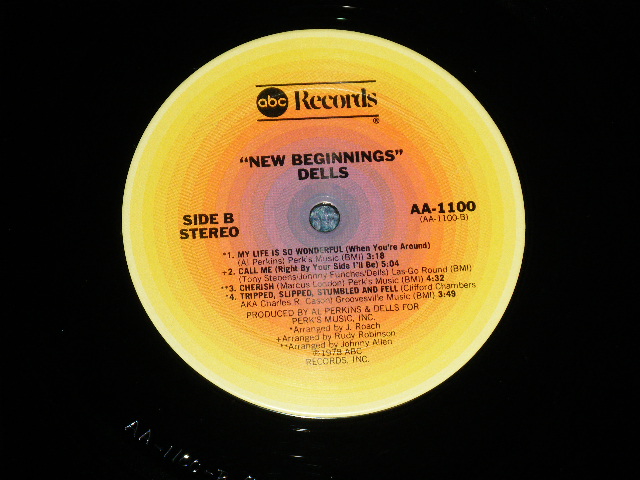 abc Records
®
"NEW BEGINNINGS"
DELLS
SIDE B
STEREO
AA-1100
(AA-1100-B)
*1. MY LIFE IS SO WONDERFUL (When You're Around)
(Al Perkins) Perk's Music (BMI) 3:18
+2. CALL ME (Right By Your Side I'll Be) 5:04
(Tony Stevens/Johnny Funches/Dells) Las-Go Round (BMI)
**3. CHERISH (Marcus London) Perk's Music (BMI) 4:32
*4. TRIPPED, SLIPPED, STUMBLED AND FELL (Clifford Chambers
AKA Charles R. Cason) Groovesville Music (BMI) 3:49
PRODUCED BY AL PERKINS & DELLS FOR
PERK'S MUSIC, INC.
*Arranged by J. Roach
+Arranged by Rudy Robinson
**Arranged by Johnny Allen
℗1978 ABC
RECORDS, INC.
AA-1100